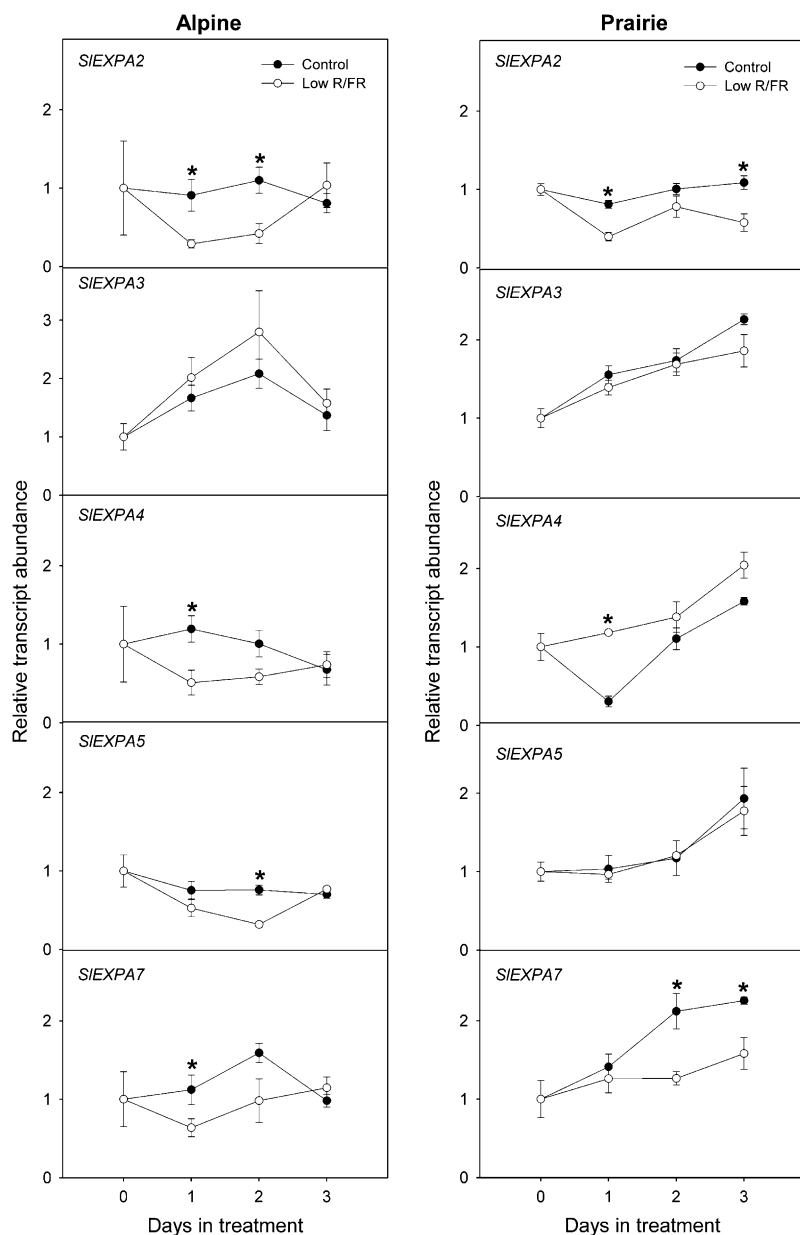 Alpine
SlEXPA2
Control
Low R/FR
*
*
2
1
0
SlEXPA3
3
2
1
0
SlEXPA4
*
2
1
0
SlEXPA5
*
2
1
0
SlEXPA7
*
2
1
0
0 1 2 3
Days in treatment
Relative transcript abundance
Prairie
SlEXPA2
Control
Low R/FR
*
*
2
1
0
SlEXPA3
2
1
0
SlEXPA4
*
2
1
0
SlEXPA5
2
1
0
SlEXPA7
*
*
2
1
0
0 1 2 3
Days in treatment
Relative transcript abundance